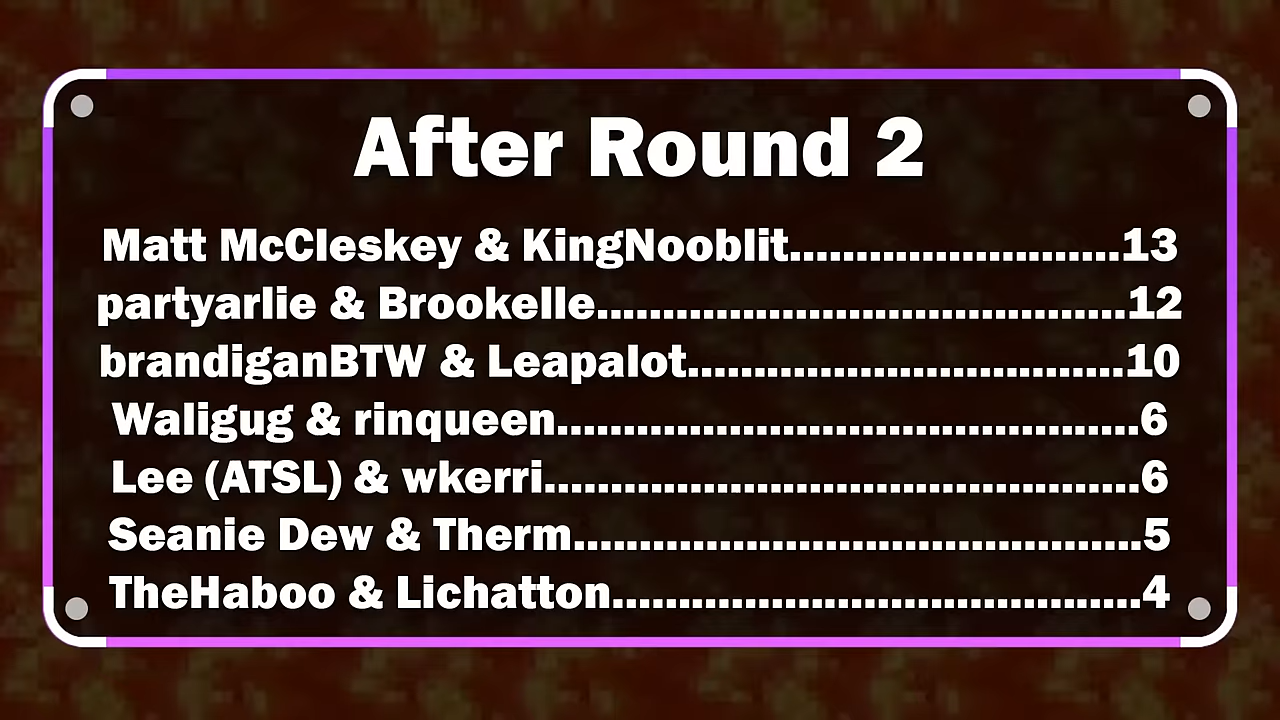 After Round 2
Matt McCleskey & KingNooblit.........................13
partyarlie & Brookelle........................................12
brandiganBTW & Leapalot.................................10
Waligug & rinqueen............................................6
Lee (ATSL) & wkerri.............................................6
Seanie Dew & Therm...........................................5
TheHaboo & Lichatton........................................4